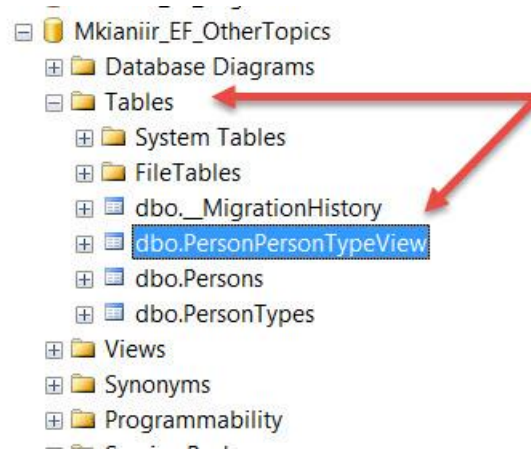 Mkianiir_EF_OtherTopics
Database Diagrams
Tables
System Tables
FileTables
dbo.__MigrationHistory
dbo.PersonPersonTypeView
dbo.Persons
dbo.PersonTypes
Views
Synonyms
Programmability